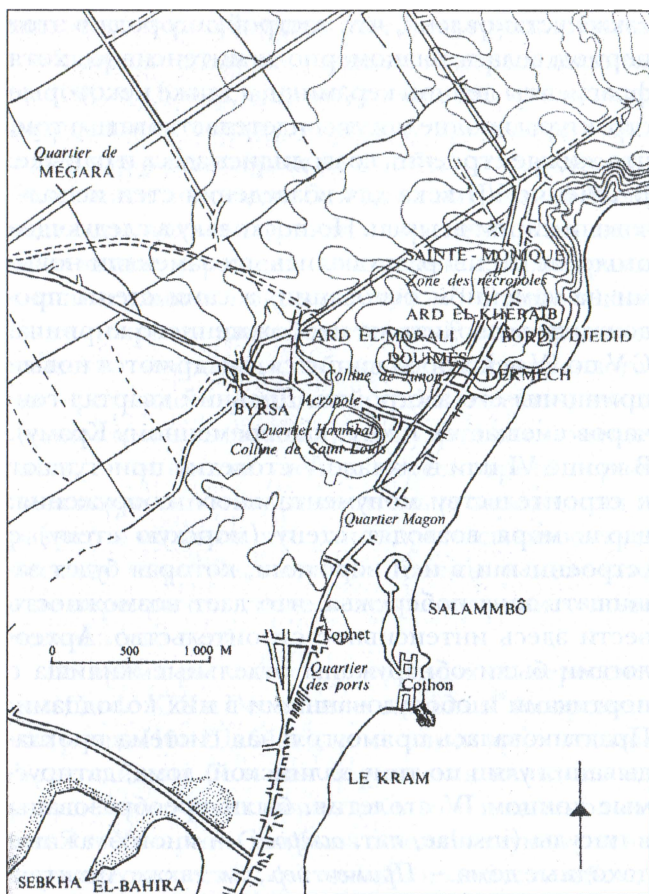 Quartier de
MÉGARA
SAINTE-MONIQUE
Zone des nécropoles
ARD EL-KHERAÏB
ARD EL-MORALI
BORDJ-DJEDID
DOUÏMÈS
Colline de Junon
DERMECH
BYRSA
Acropole
Quartier Hannibal
Colline de Saint-Louis
Quartier Magon
SALAMMBÔ
0 500 1 000 M
Tophet
Quartier
des ports
Cothon
LE KRAM
SEBKHA EL-BAHIRA